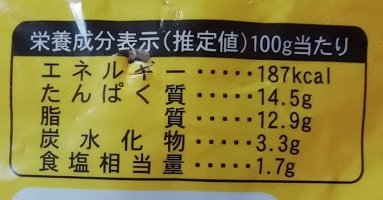 栄養成分表示(推定値)100g当たり
エネルギー・・・・・187kcal
たんぱく質・・・・・14.5g
脂質・・・・・12.9g
炭水化物・・・・・3.3g
食塩相当量・・・・・1.7g